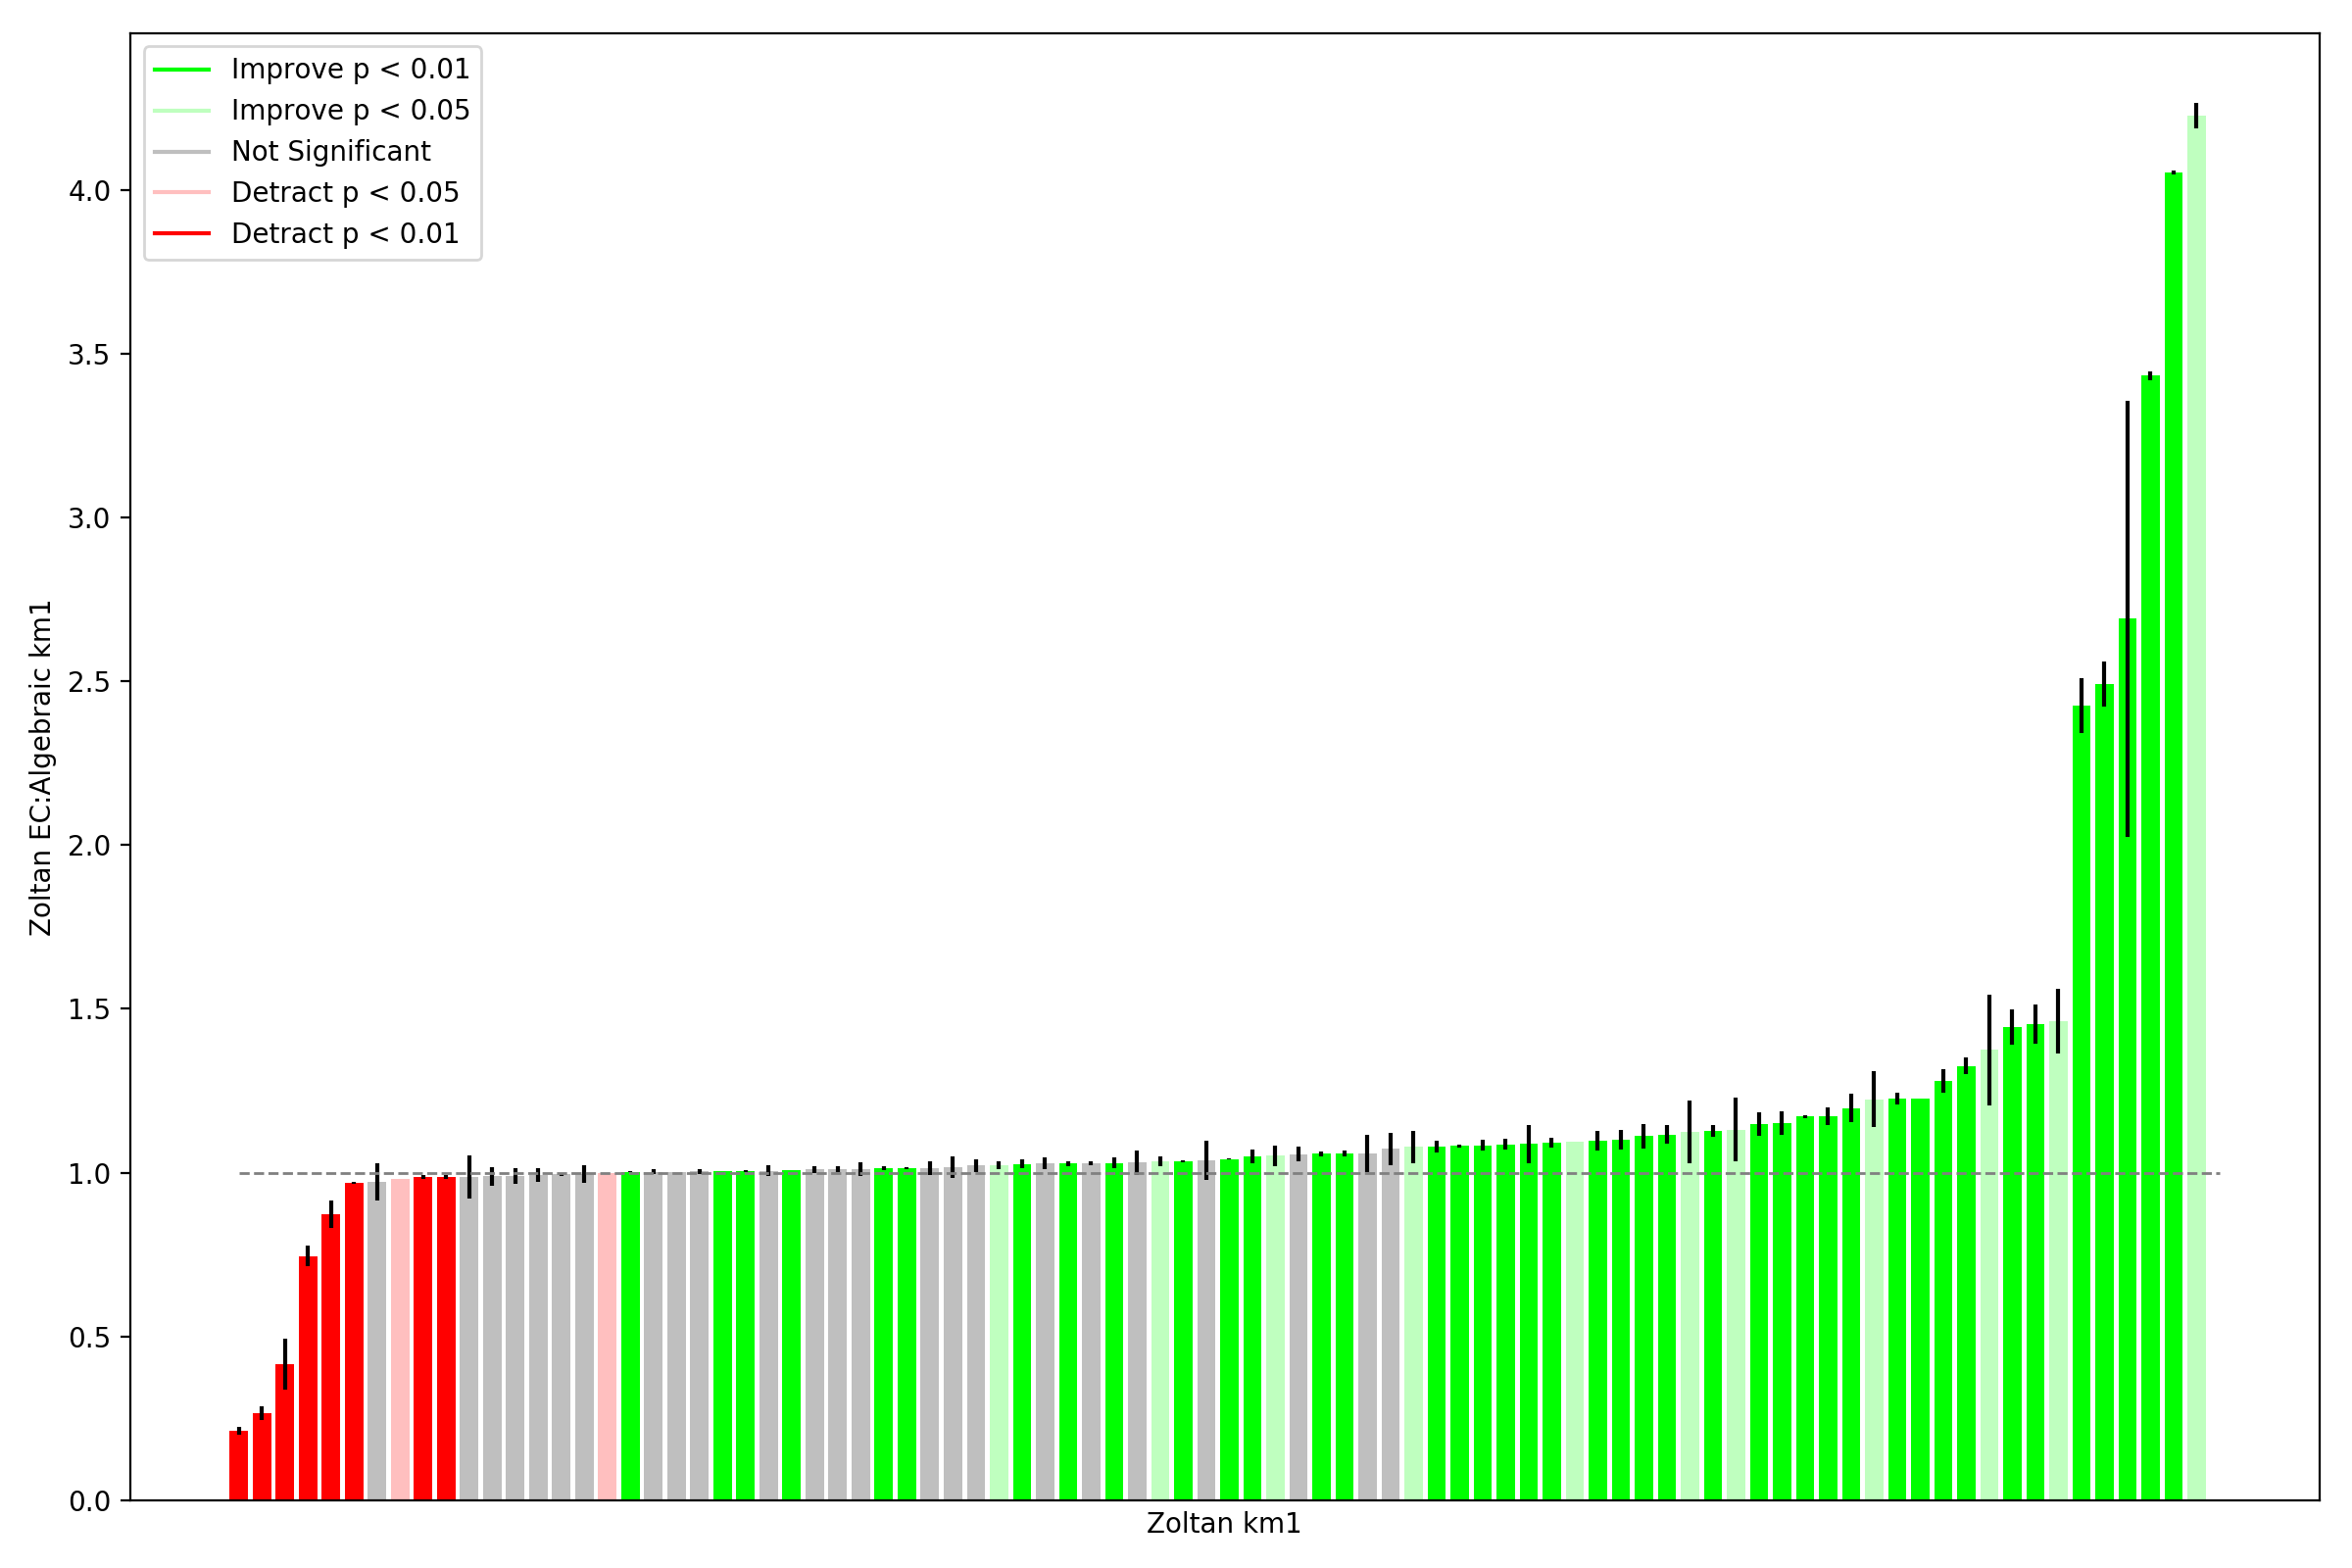 Improve p < 0.01
Improve p < 0.05
Not Significant
Detract p < 0.05
Detract p < 0.01
4.0
3.5
3.0
2.5
2.0
1.5
1.0
0.5
0.0
Zoltan EC:Algebraic km1
Zoltan km1